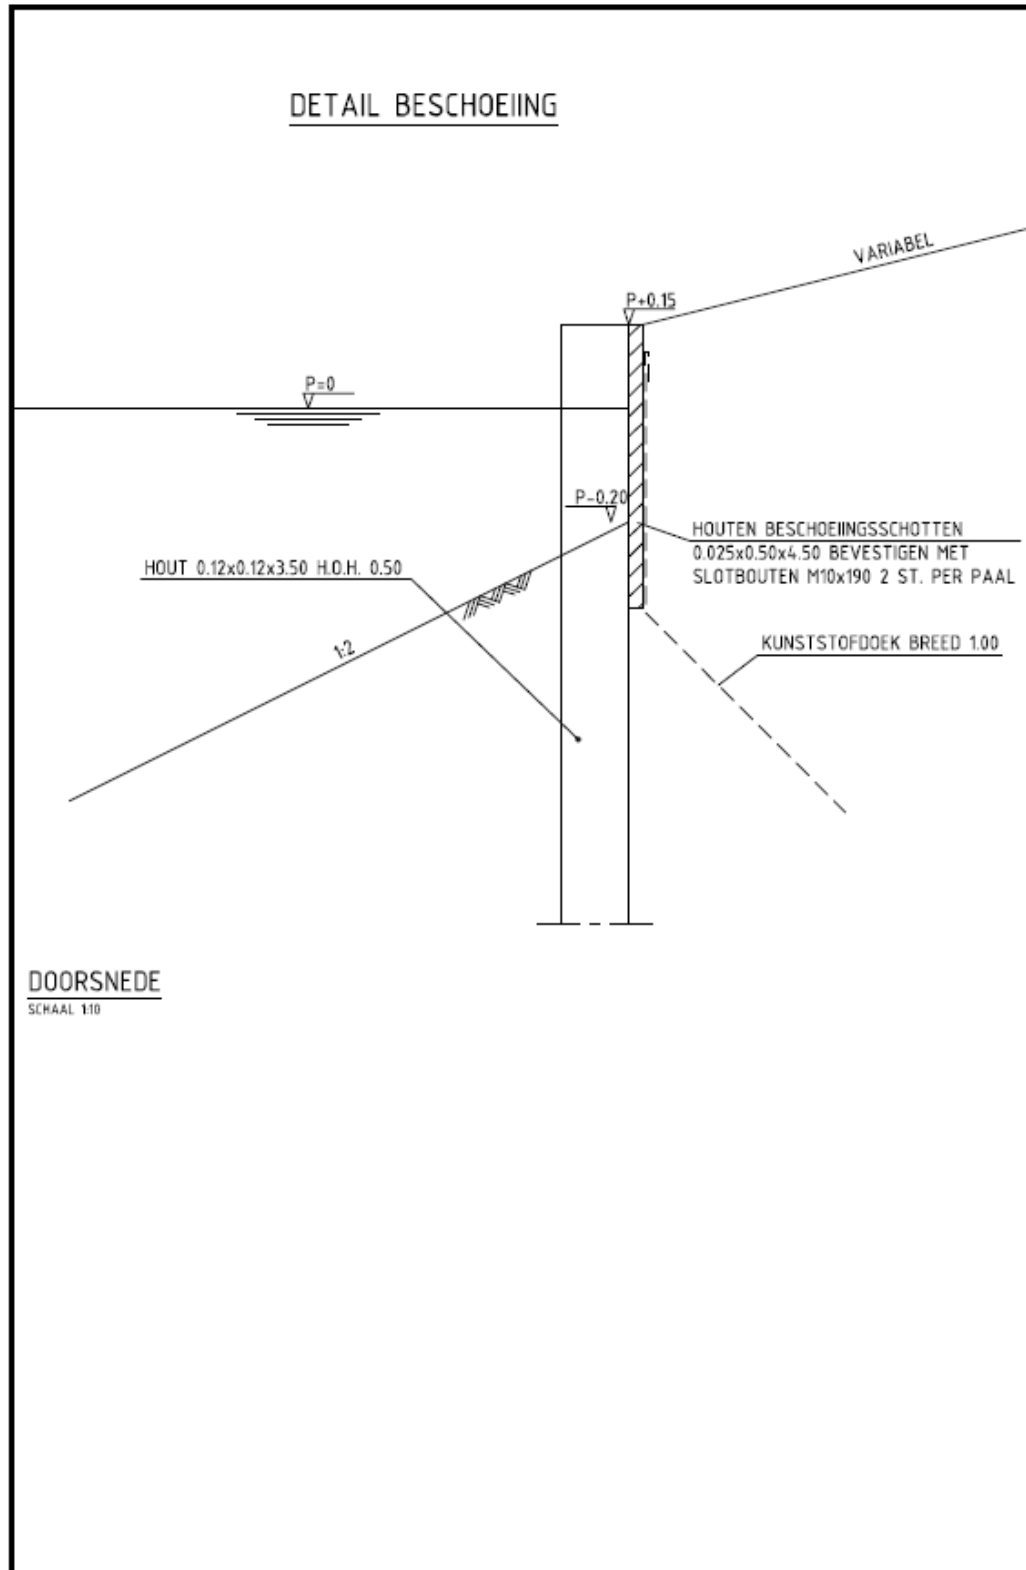 DETAIL BESCHOEIING
VARIABEL
P+0.15
P=0
P-0.20
HOUTEN BESCHOEIINGSSCHOTTEN
0.025x0.50x4.50 BEVESTIGEN MET
SLOTBOUTEN M10x190 2 ST. PER PAAL
HOUT 0.12x0.12x3.50 H.O.H. 0.50
1:2
KUNSTSTOFDOEK BREED 1.00
DOORSNEDE
SCHAAL 1:10